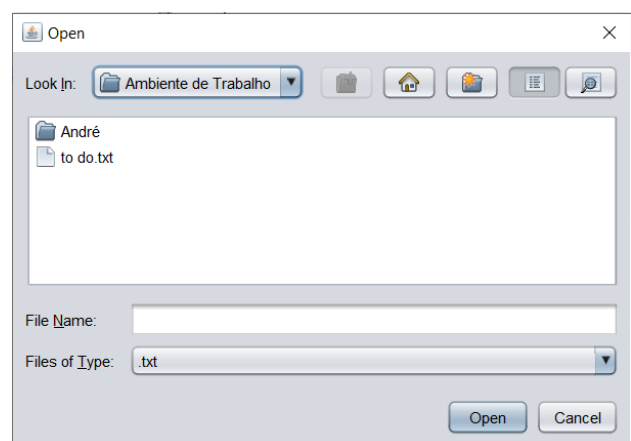 Open
Look In: Ambiente de Trabalho
André
to do.txt
File Name:
Files of Type: .txt
Open Cancel